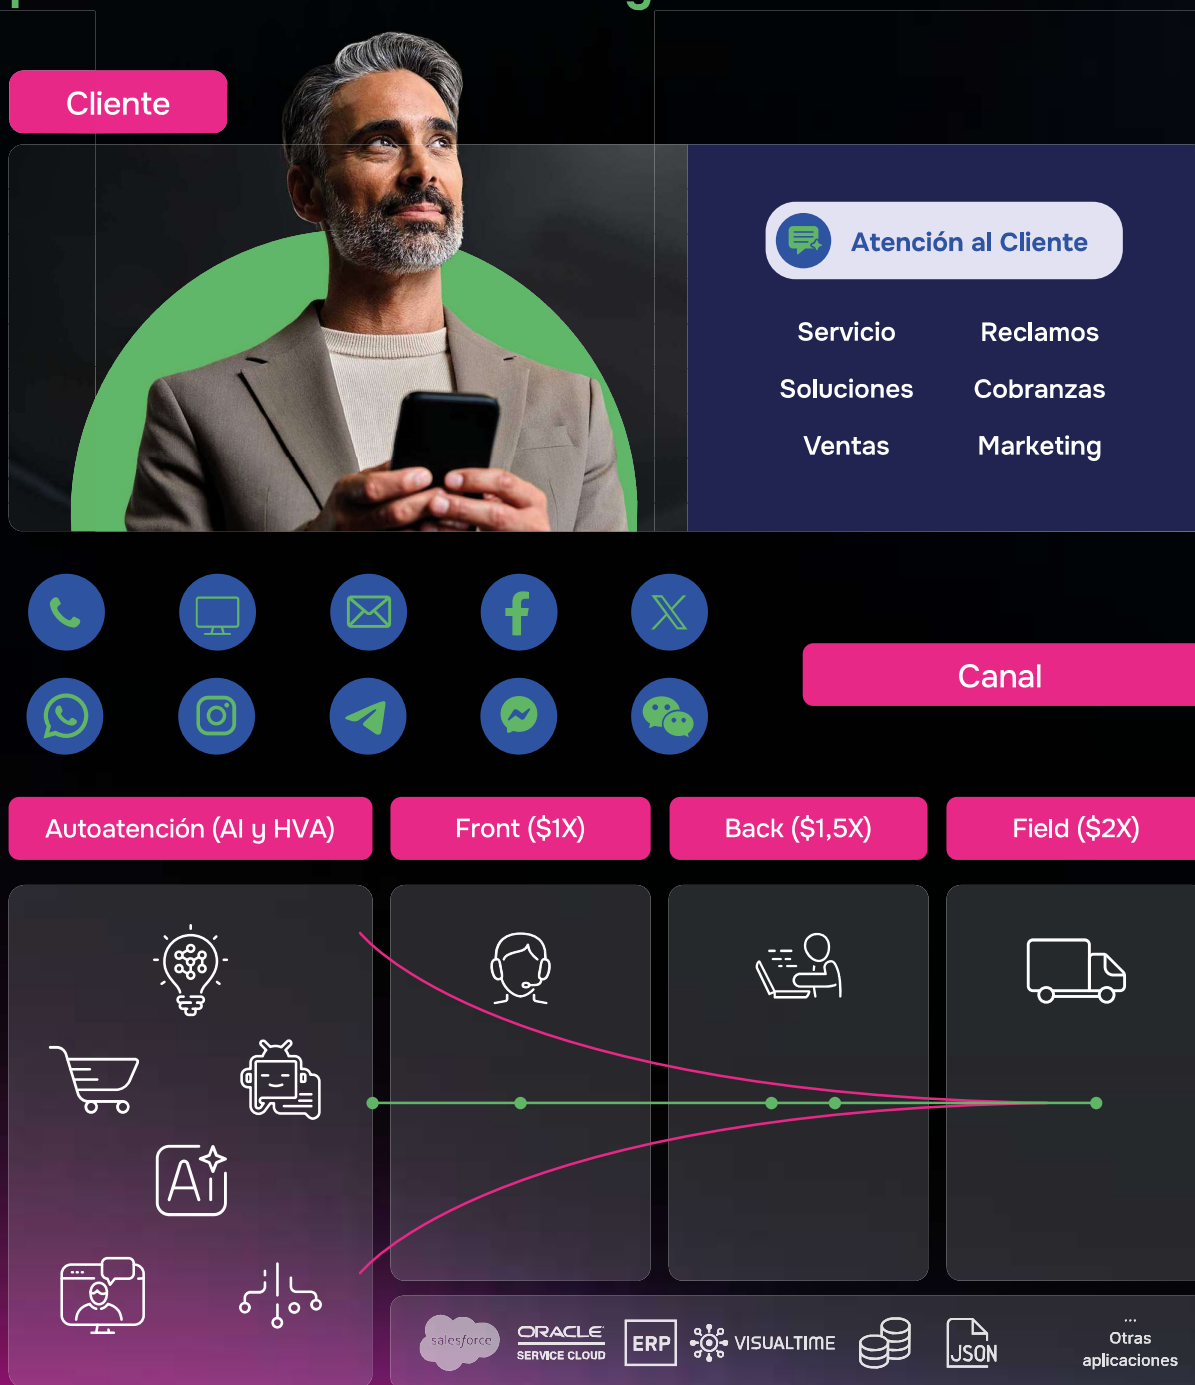 Cliente
Atención al Cliente
Servicio
Reclamos
Soluciones
Cobranzas
Ventas
Marketing
Canal
Autoatención (AI y HVA)
Front ($1X)
Back ($1,5X)
Field ($2X)
Ai
salesforce
ORACLE
SERVICE CLOUD
ERP
VISUALTIME
JSON
...
Otras
aplicaciones